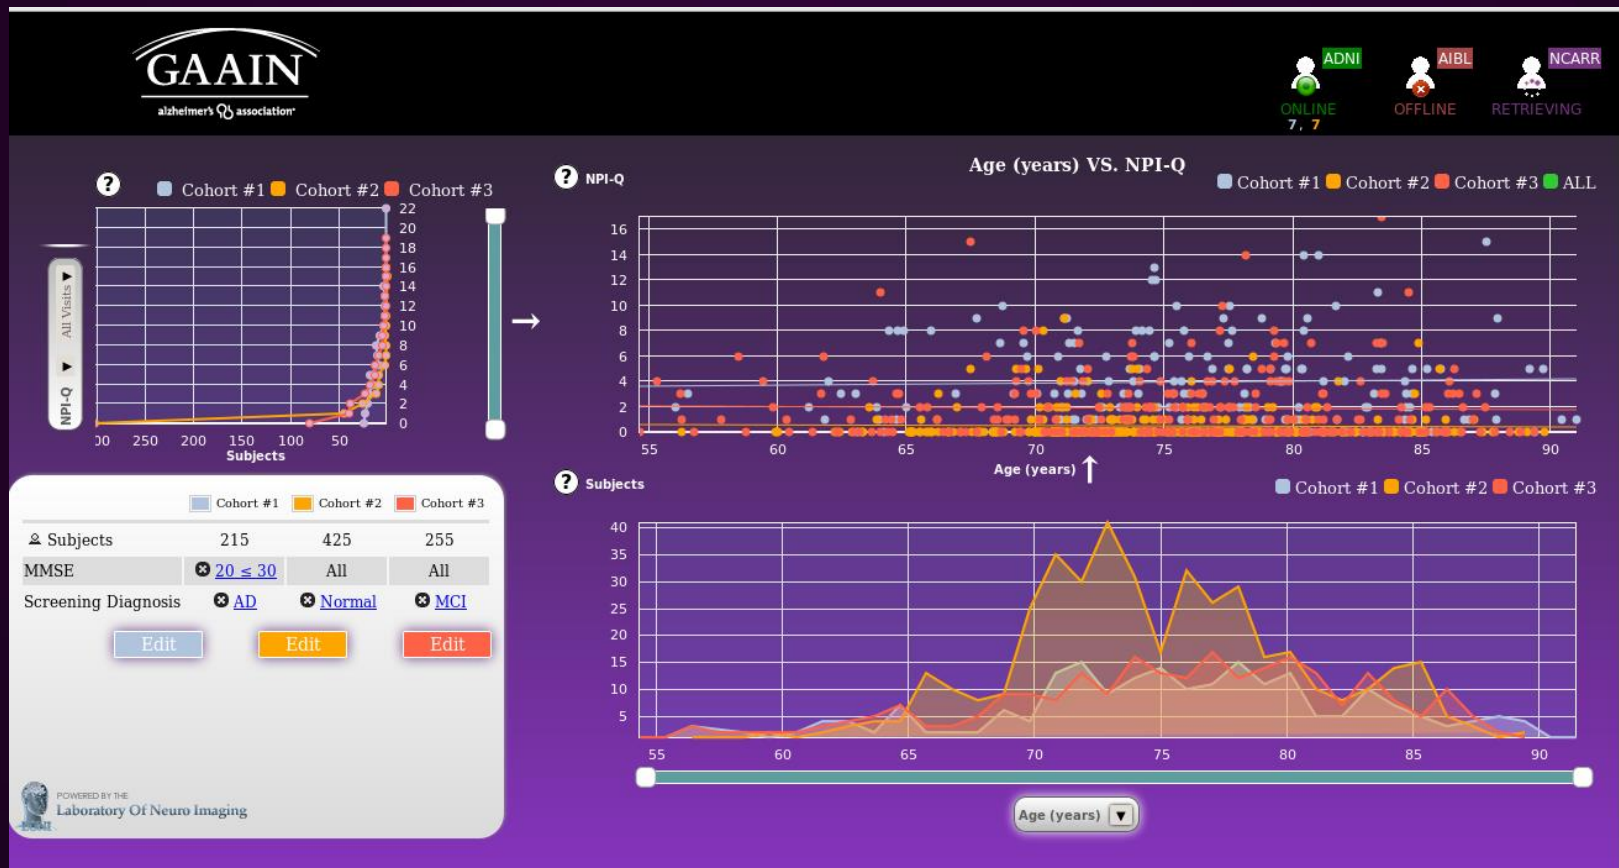 GAAIN
alzheimer's association
ADNI
ONLINE
7, 7
AIBL
OFFLINE
NCARR
RETRIEVING
? Cohort #1 Cohort #2 Cohort #3
22
20
18
16
14
12
10
8
6
4
2
0
NPI-Q ▶ All Visits ▶
00 250 200 150 100 50
Subjects
→
? NPI-Q
Age (years) VS. NPI-Q
Cohort #1 Cohort #2 Cohort #3 ALL
16
14
12
10
8
6
4
2
0
55 60 65 70 75 80 85 90
Age (years) ↑
? Subjects
Cohort #1 Cohort #2 Cohort #3
40
35
30
25
20
15
10
5
55 60 65 70 75 80 85 90
Age (years) ▼
Cohort #1 Cohort #2 Cohort #3
Subjects 215 425 255
MMSE 20 ≤ 30 All All
Screening Diagnosis AD Normal MCI
Edit Edit Edit
POWERED BY THE
Laboratory Of Neuro Imaging